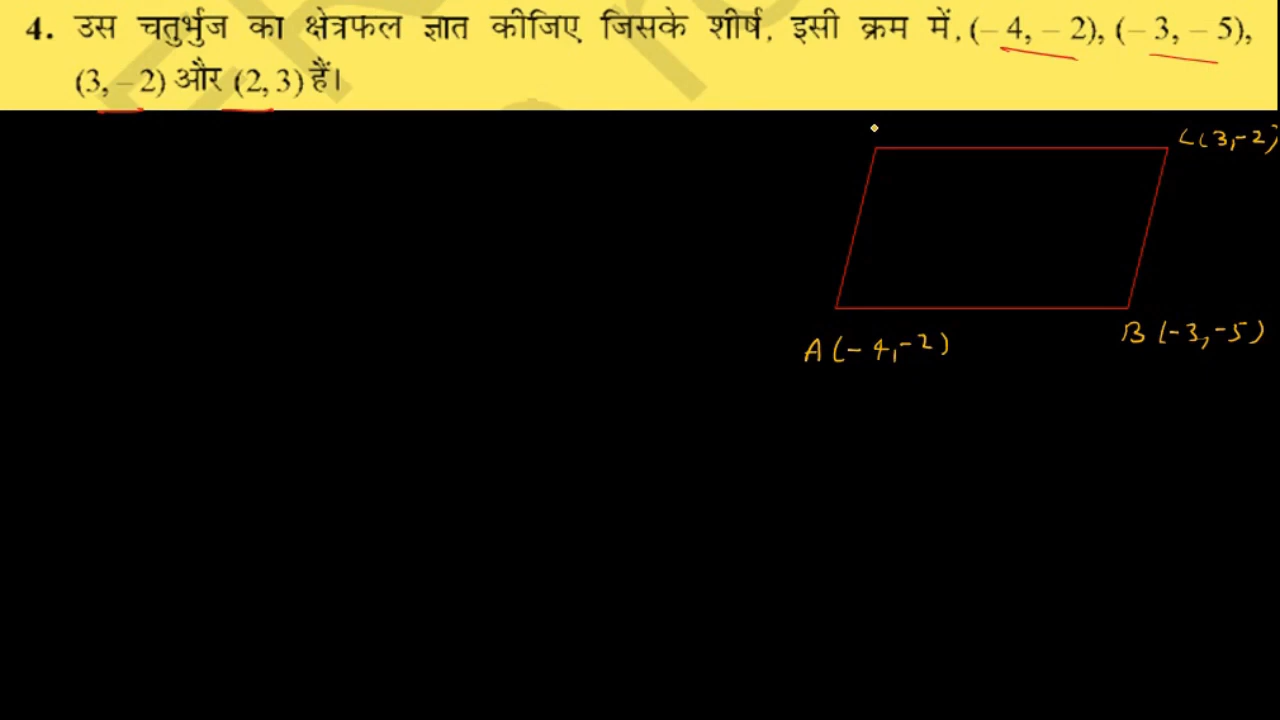 4. उस चतुर्भुज का क्षेत्रफल ज्ञात कीजिए जिसके शीर्ष, इसी क्रम में, (– 4, – 2), (– 3, – 5),
(3, – 2) और (2, 3) हैं।
C(3,-2)
A(-4,-2)
B(-3,-5)